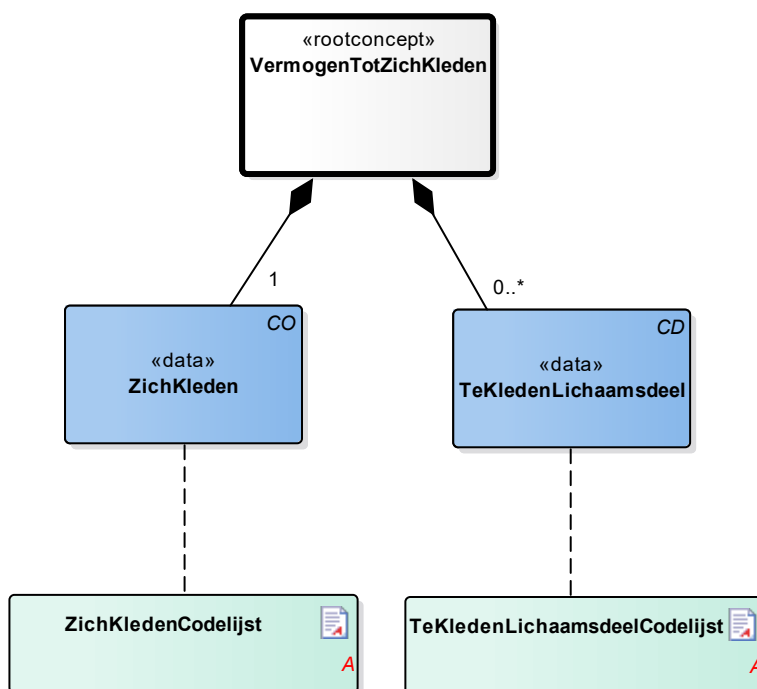 «rootconcept»
VermogenTotZichKleden
1
0..*
CO
«data»
ZichKleden
CD
«data»
TeKledenLichaamsdeel
ZichKledenCodelijst
A
TeKledenLichaamsdeelCodelijst
A